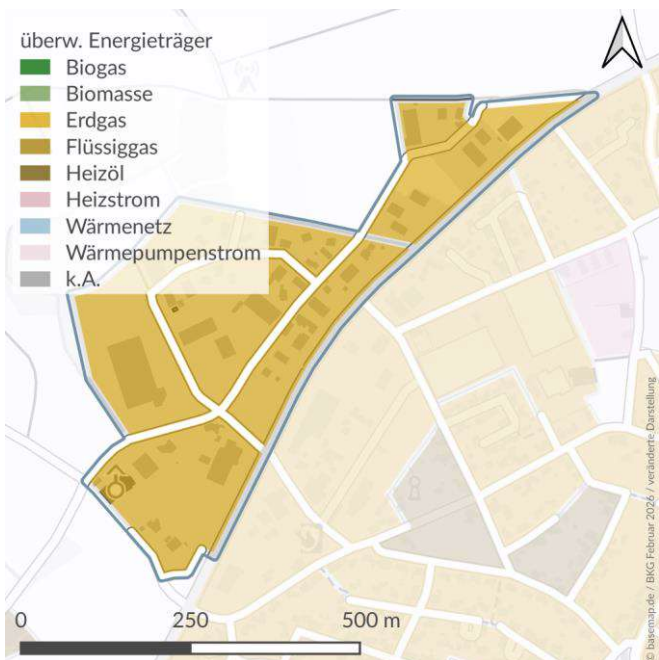 überw. Energieträger
Biogas
Biomasse
Erdgas
Flüssiggas
Heizöl
Heizstrom
Wärmenetz
Wärmepumpenstrom
k.A.
© basemap.de / BKG Februar 2026 / veränderte Darstellung
0 250 500 m